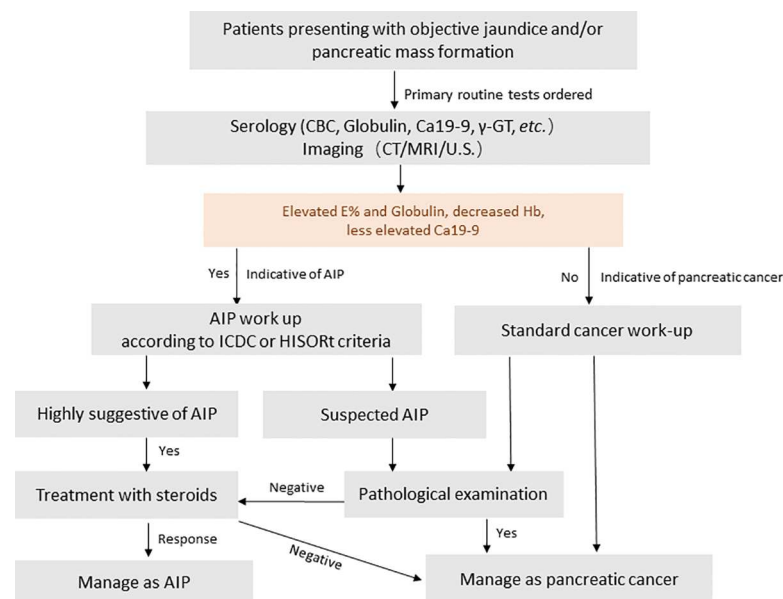 Patients presenting with objective jaundice and/or
pancreatic mass formation
Primary routine tests ordered
Serology (CBC, Globulin, Ca19-9, γ-GT, etc.)
Imaging （CT/MRI/U.S.）
Elevated E% and Globulin, decreased Hb,
less elevated Ca19-9
Yes Indicative of AIP
No Indicative of pancreatic cancer
AIP work up
according to ICDC or HISORt criteria
Standard cancer work-up
Highly suggestive of AIP
Suspected AIP
Yes
Treatment with steroids
Negative
Pathological examination
Response
Negative
Yes
Manage as AIP
Manage as pancreatic cancer